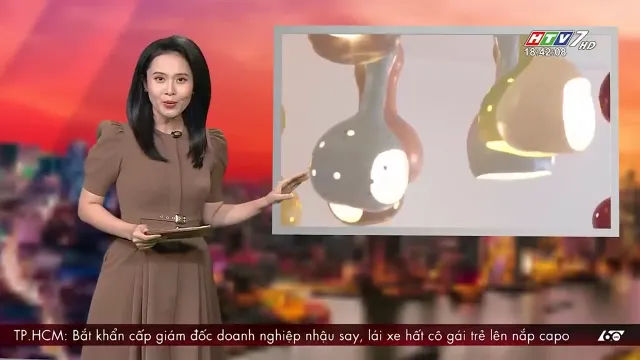 HTV7 HD
18:42:08
TP.HCM: Bắt khẩn cấp giám đốc doanh nghiệp nhậu say, lái xe hất cô gái trẻ lên nắp capo